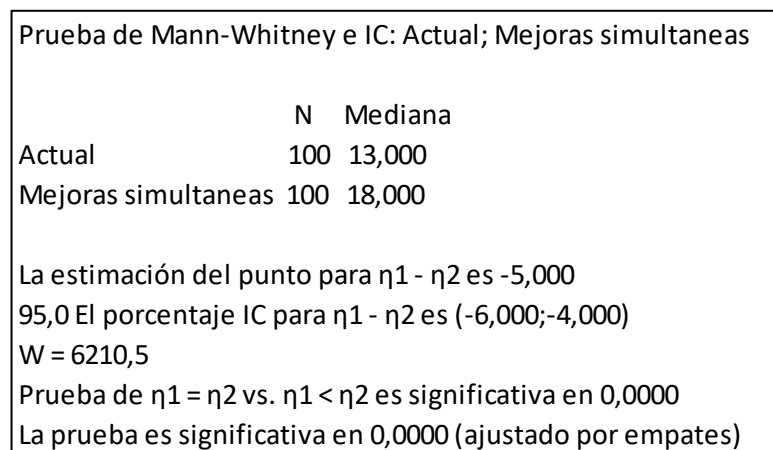 Prueba de Mann-Whitney e IC: Actual; Mejoras simultaneas
N Mediana
Actual 100 13,000
Mejoras simultaneas 100 18,000
La estimación del punto para η1 - η2 es -5,000
95,0 El porcentaje IC para η1 - η2 es (-6,000;-4,000)
W = 6210,5
Prueba de η1 = η2 vs. η1 < η2 es significativa en 0,0000
La prueba es significativa en 0,0000 (ajustado por empates)